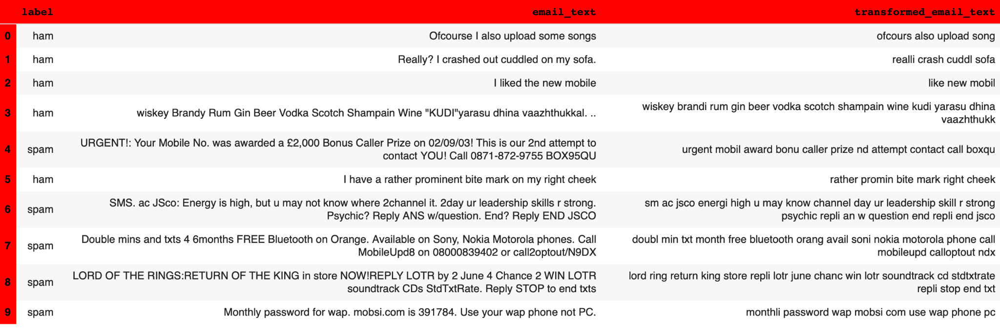 label email_text transformed_email_text
0 ham Ofcourse I also upload some songs ofcours also upload song
1 ham Really? I crashed out cuddled on my sofa. realli crash cuddl sofa
2 ham I liked the new mobile like new mobil
3 ham wiskey Brandy Rum Gin Beer Vodka Scotch Shampain Wine "KUDI"yarasu dhina vaazhthukkal. .. wiskey brandi rum gin beer vodka scotch shampain wine kudi yarasu dhina
vaazhthukk
4 spam URGENT!: Your Mobile No. was awarded a £2,000 Bonus Caller Prize on 02/09/03! This is our 2nd attempt to
contact YOU! Call 0871-872-9755 BOX95QU urgent mobil award bonu caller prize nd attempt contact call boxqu
5 ham I have a rather prominent bite mark on my right cheek rather promin bite mark right cheek
6 spam SMS. ac JSco: Energy is high, but u may not know where 2channel it. 2day ur leadership skills r strong.
Psychic? Reply ANS w/question. End? Reply END JSCO sm ac jsco energi high u may know channel day ur leadership skill r strong
psychic repli an w question end repli end jsco
7 spam Double mins and txts 4 6months FREE Bluetooth on Orange. Available on Sony, Nokia Motorola phones. Call
MobileUpd8 on 08000839402 or call2optout/N9DX doubl min txt month free bluetooth orang avail soni nokia motorola phone call
mobileupd calloptout ndx
8 spam LORD OF THE RINGS:RETURN OF THE KING in store NOW!REPLY LOTR by 2 June 4 Chance 2 WIN LOTR
soundtrack CDs StdTxtRate. Reply STOP to end txts lord ring return king store repli lotr june chanc win lotr soundtrack cd stdtxtrate
repli stop end txt
9 spam Monthly password for wap. mobsi.com is 391784. Use your wap phone not PC. monthli password wap mobsi com use wap phone pc